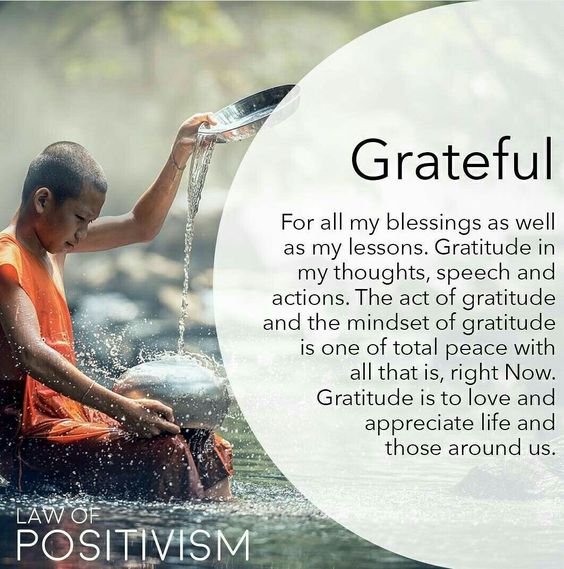 Grateful
For all my blessings as well
as my lessons. Gratitude in
my thoughts, speech and
actions. The act of gratitude
and the mindset of gratitude
is one of total peace with
all that is, right Now.
Gratitude is to love and
appreciate life and
those around us.
LAW OF
POSITIVISM